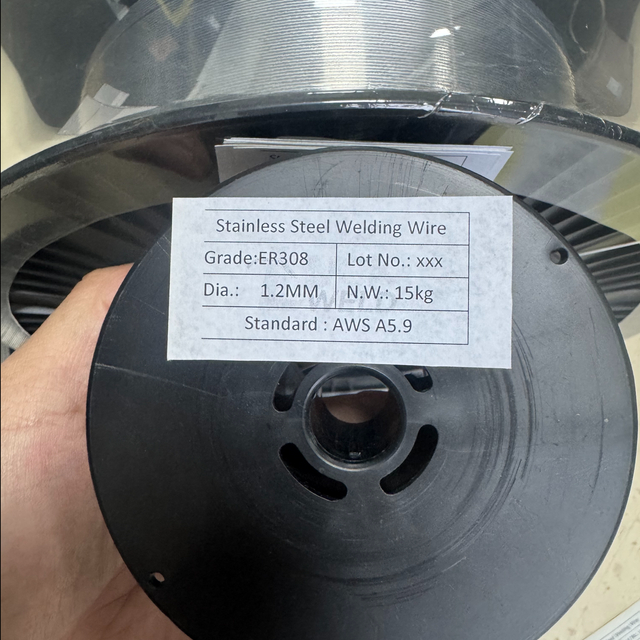 Stainless Steel Welding Wire
Grade:ER308 Lot No.: xxx
Dia.: 1.2MM N.W.: 15kg
Standard : AWS A5.9